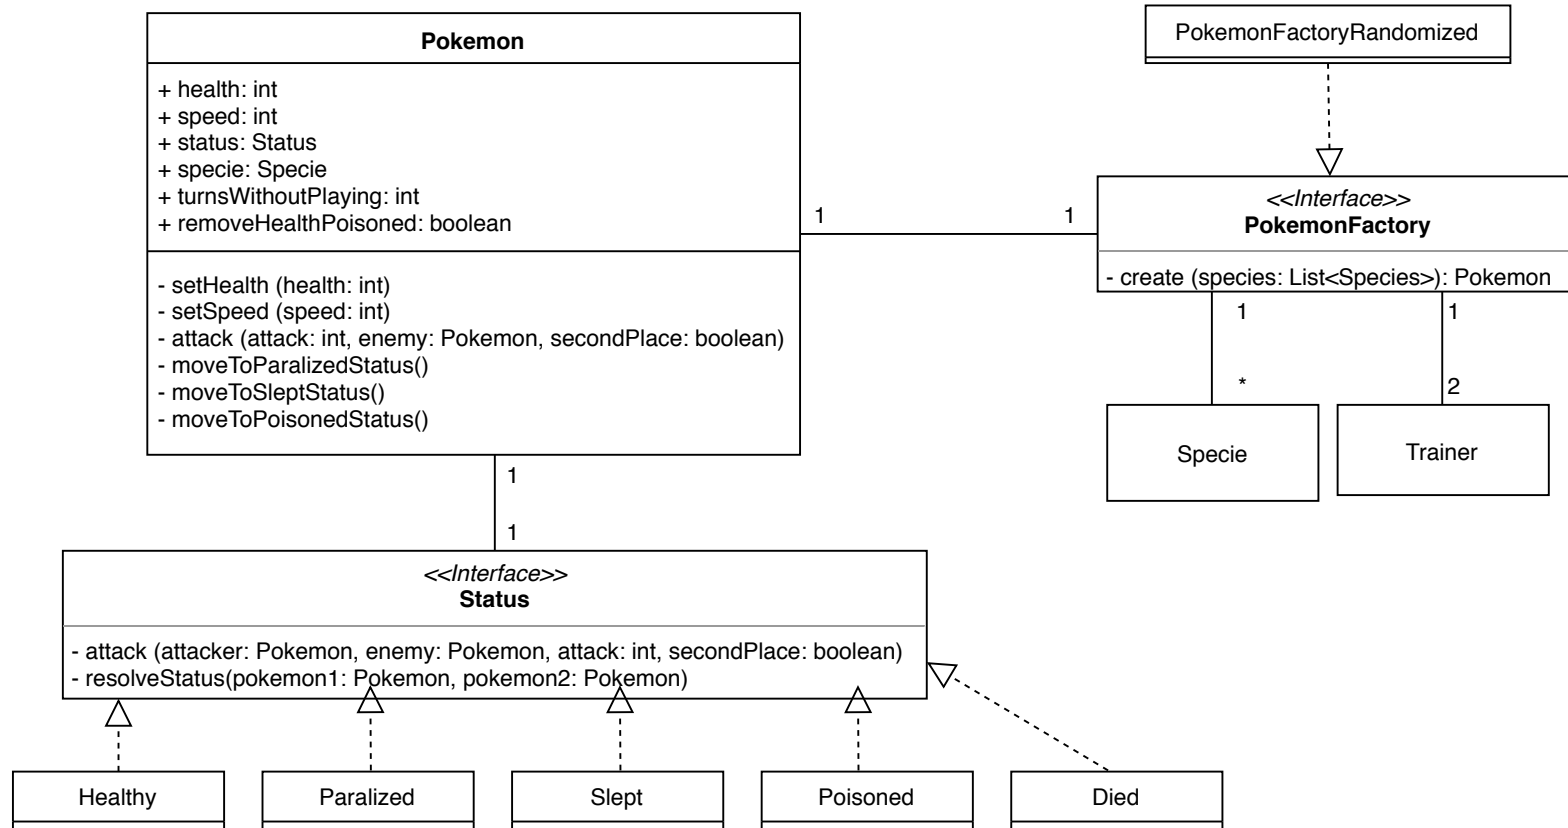 Pokemon
+ health: int
+ speed: int
+ status: Status
+ specie: Specie
+ turnsWithoutPlaying: int
+ removeHealthPoisoned: boolean
- setHealth (health: int)
- setSpeed (speed: int)
- attack (attack: int, enemy: Pokemon, secondPlace: boolean)
- moveToParalizedStatus()
- moveToSleptStatus()
- moveToPoisonedStatus()
PokemonFactoryRandomized
1
1
<<Interface>>
PokemonFactory
- create (species: List<Species>): Pokemon
1
1
*
2
Specie
Trainer
1
1
<<Interface>>
Status
- attack (attacker: Pokemon, enemy: Pokemon, attack: int, secondPlace: boolean)
- resolveStatus(pokemon1: Pokemon, pokemon2: Pokemon)
Healthy
Paralized
Slept
Poisoned
Died